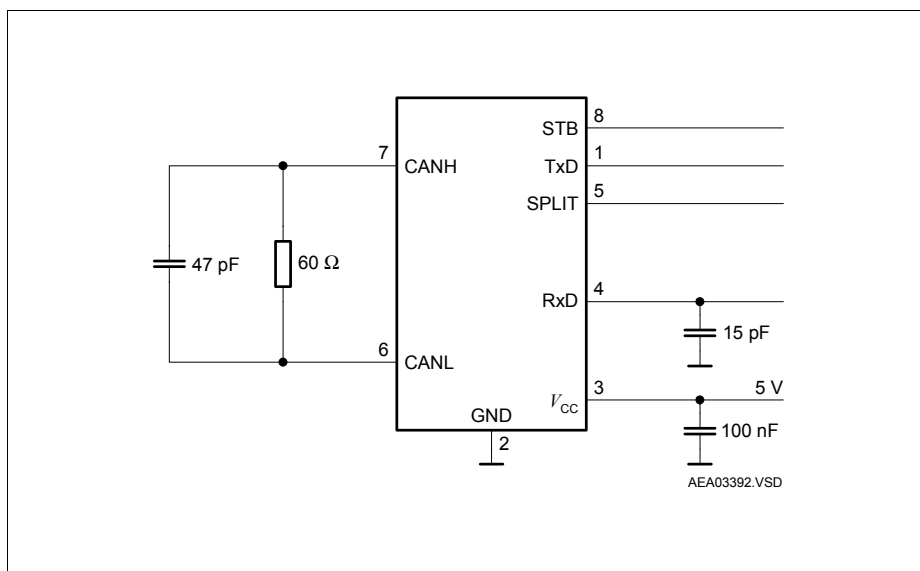 8
STB
1
7
TxD
CANH
5
SPLIT
47 pF
60 Ω
4
RxD
15 pF
6
CANL
3
5 V
V_CC
GND
2
100 nF
AEA03392.VSD